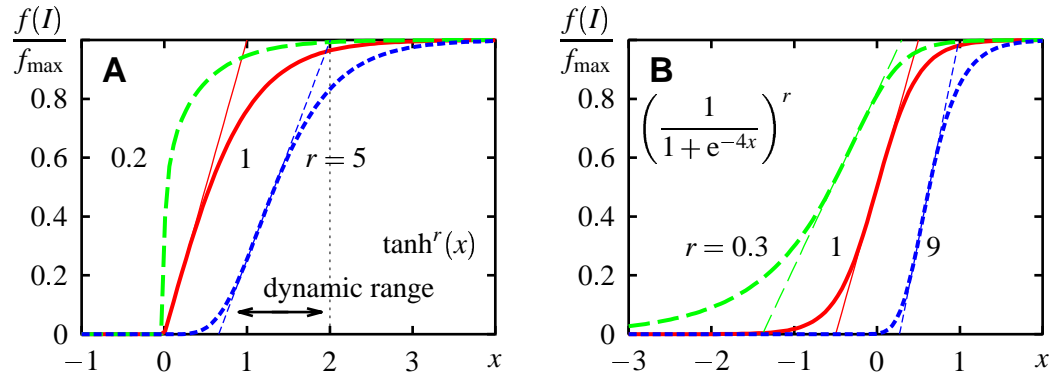 f(I)
f_max
A
0.8
0.6
0.4
0.2
0
0.2
1
r = 5
tanh^r(x)
dynamic range
−1 0 1 2 3 x
f(I)
f_max
B
0.8
0.6
0.4
0.2
0
(1 / (1 + e^−4x))^r
r = 0.3
1
9
−3 −2 −1 0 1 x